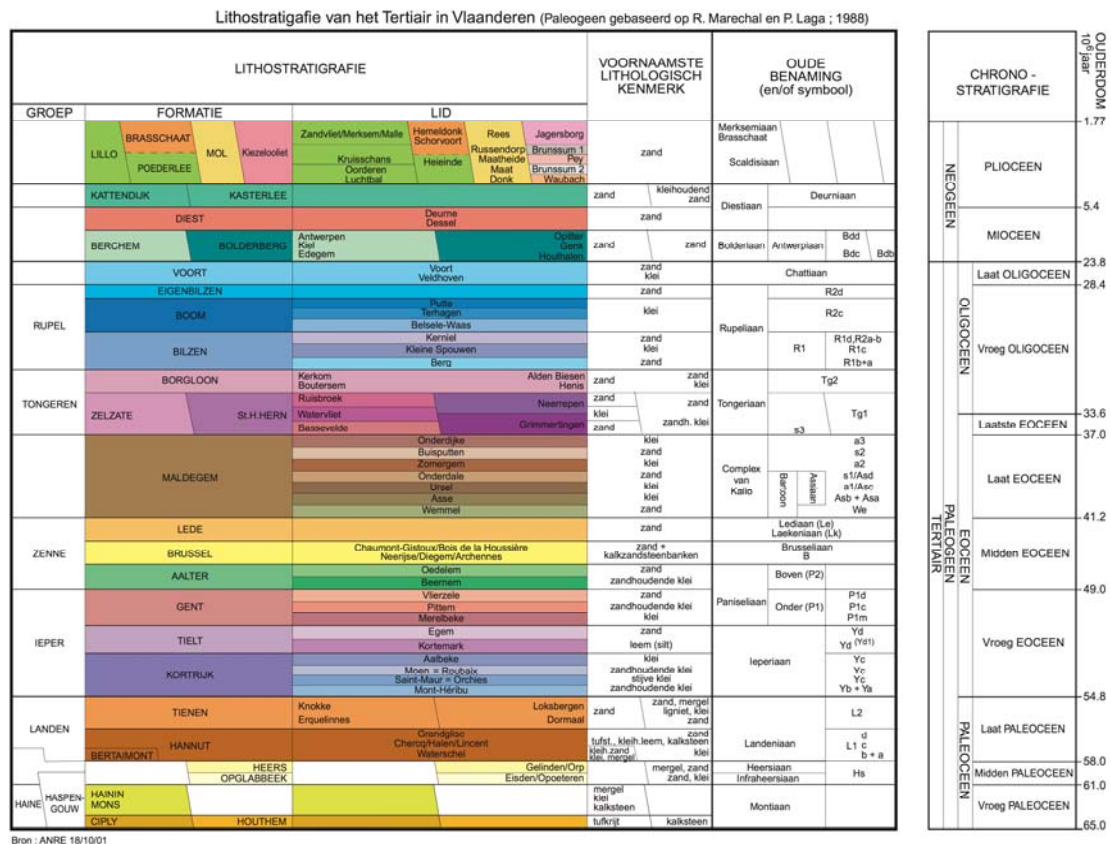 Lithostratigafie van het Tertiair in Vlaanderen (Paleogeen gebaseerd op R. Marechal en P. Laga ; 1988)
LITHOSTRATIGRAFIE
VOORNAAMSTE
LITHOLOGISCH
KENMERK
OUDE
BENAMING
(en/of symbool)
CHRONO -
STRATIGRAFIE
OUDERDOM
10⁶ jaar
GROEP FORMATIE LID
LILLO BRASSCHAAT MOL Kiezelooliet
POEDERLEE
Zandvliet/Merksem/Malle Hemeldonk Rees Jagersborg
Schorvoort
Russendorp Brunssum 1
Kruisschans Heieinde Maatheide Pey
Oorderen Maat Brunssum 2
Luchtbal Donk Waubach
zand
Merksemiaan
Brasschaat
Scaldisiaan
KATTENDIJK KASTERLEE
zand kleihoudend
zand
Diestiaan Deurniaan
DIEST
Deurne
Dessel
zand
BERCHEM BOLDERBERG
Antwerpen Opitter
Kiel Genk
Edegem Houthalen
zand zand
Bolderiaan Antwerpiaan Bdd
Bdc Bdb
VOORT
Voort
Veldhoven
zand
klei
Chattiaan
RUPEL
EIGENBILZEN zand R2d
BOOM
Putte
Terhagen
Belsele-Waas
klei
R2c
Rupeliaan
BILZEN
Kerniel zand R1d,R2a-b
Kleine Spouwen klei R1 R1c
Berg zand R1b+a
TONGEREN
BORGLOON
Kerkom Alden Biesen
Boutersem Henis
zand zand
klei
Tg2
ZELZATE St.H.HERN
Ruisbroek Neerrepen
Watervliet
Bassevelde Grimmertingen
zand zand
klei
zand zandh. klei
Tongeriaan
Tg1
s3
MALDEGEM
Onderdijke klei a3
Buisputten zand s2
Zomergem klei a2
Onderdale zand s1/Asd
Ursel klei a1/Asc
Asse klei Asb + Asa
Wemmel zand We
Complex
van
Kallo
Bartoon
Assiaan
ZENNE
LEDE zand Lediaan (Le)
Laekeniaan (Lk)
BRUSSEL
Chaumont-Gistoux/Bois de la Houssière
Neerijse/Diegem/Archennes
zand +
kalkzandsteenbanken
Brusseliaan
B
AALTER
Oedelem zand
Beernem zandhoudende klei
Boven (P2)
Paniseliaan
IEPER
GENT
Vlierzele zand P1d
Pittem zandhoudende klei Onder (P1) P1c
Merelbeke klei P1m
TIELT
Egem zand Yd
Kortemark leem (silt) Yd (Yd1)
Ieperiaan
KORTRIJK
Aalbeke klei Yc
Moen = Roubaix zandhoudende klei Yc
Saint-Maur = Orchies stijve klei Yc
Mont-Héribu zandhoudende klei Yb + Ya
LANDEN
TIENEN
Knokke Loksbergen
Erquelinnes Dormaal
zand zand, mergel
ligniet, klei
zand
L2
HANNUT
BERTAIMONT
Grandglise
Chercq/Halen/Lincent
Waterschei
zand
tufst., kleih.leem, kalksteen
kleih.zand
klei, mergel
Landeniaan
d
L1 c
b + a
HEERS Gelinden/Orp mergel, zand Heersiaan
OPGLABBEEK Eisden/Opoeteren zand, klei Infraheersiaan
Hs
HAINE HASPEN-
GOUW
HAININ
MONS
mergel
klei
kalksteen
Montiaan
CIPLY HOUTHEM tufkrijt kalksteen
NEOGEEN
TERTIAIR
PALEOGEEN
OLIGOCEEN
EOCEEN
PALEOCEEN
1.77
PLIOCEEN
5.4
MIOCEEN
23.8
Laat OLIGOCEEN
28.4
Vroeg OLIGOCEEN
33.6
Laatste EOCEEN
37.0
Laat EOCEEN
41.2
Midden EOCEEN
49.0
Vroeg EOCEEN
54.8
Laat PALEOCEEN
58.0
Midden PALEOCEEN
61.0
Vroeg PALEOCEEN
65.0
Bron : ANRE 18/10/01